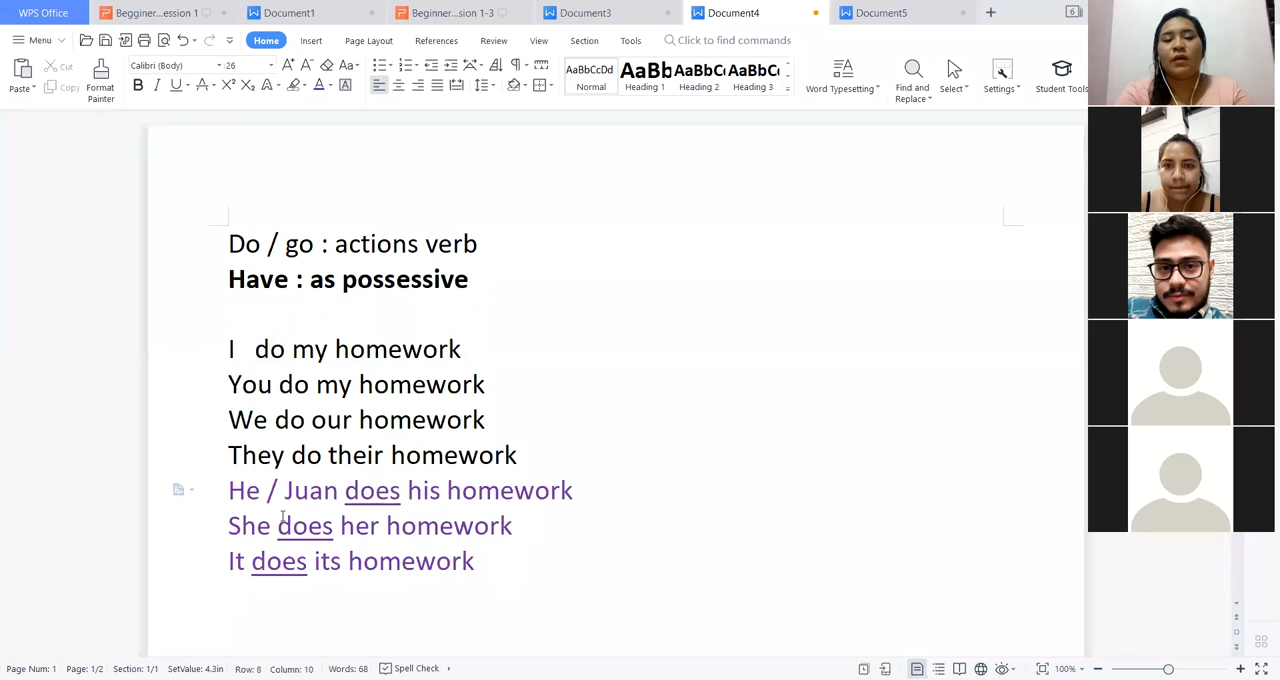 WPS Office
Begginer...ession 1
Document1
Beginner...sion 1-3
Document3
Document4
Document5
6
Menu
Home
Insert
Page Layout
References
Review
View
Section
Tools
Click to find commands
Paste
Cut
Copy
Format Painter
Calibri (Body)
26
AaBbCcDd
Normal
AaBb
Heading 1
AaBbC
Heading 2
AaBbC
Heading 3
Word Typesetting
Find and Replace
Select
Settings
Student Tools
Do / go : actions verb
Have : as possessive
I do my homework
You do my homework
We do our homework
They do their homework
He / Juan does his homework
She does her homework
It does its homework
Page Num: 1 Page: 1/2 Section: 1/1 SetValue: 4.3in Row: 8 Column: 10 Words: 68 Spell Check 100%